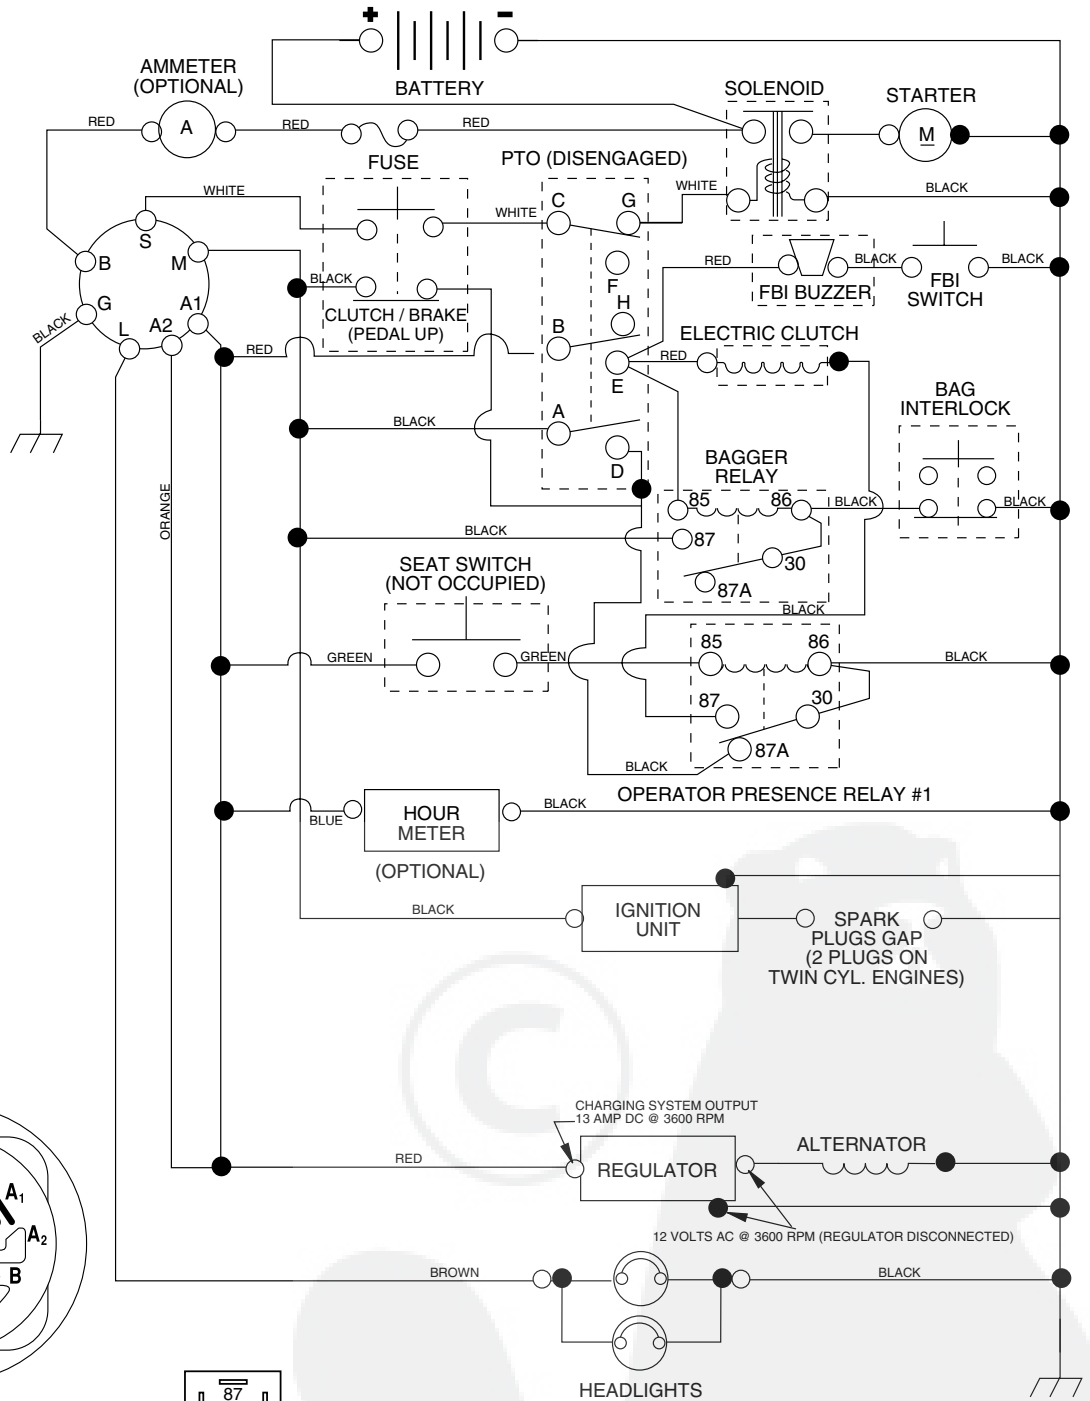 + -
BATTERY
AMMETER
(OPTIONAL)
SOLENOID
STARTER
RED
A
RED
RED
M
FUSE
PTO (DISENGAGED)
WHITE
WHITE
C
G
WHITE
BLACK
S
M
B
G
L
A2
A1
BLACK
BLACK
CLUTCH / BRAKE
(PEDAL UP)
F
H
B
E
RED
FBI BUZZER
BLACK
FBI
SWITCH
BLACK
RED
ELECTRIC CLUTCH
RED
BAG
INTERLOCK
BLACK
A
D
BAGGER
RELAY
85
86
BLACK
BLACK
ORANGE
BLACK
87
30
87A
SEAT SWITCH
(NOT OCCUPIED)
BLACK
GREEN
GREEN
85
86
BLACK
87
30
87A
BLACK
OPERATOR PRESENCE RELAY #1
BLUE
HOUR
METER
BLACK
(OPTIONAL)
BLACK
IGNITION
UNIT
SPARK
PLUGS GAP
(2 PLUGS ON
TWIN CYL. ENGINES)
©
CHARGING SYSTEM OUTPUT
13 AMP DC @ 3600 RPM
RED
REGULATOR
ALTERNATOR
12 VOLTS AC @ 3600 RPM (REGULATOR DISCONNECTED)
A1
A2
B
BROWN
BLACK
HEADLIGHTS
87